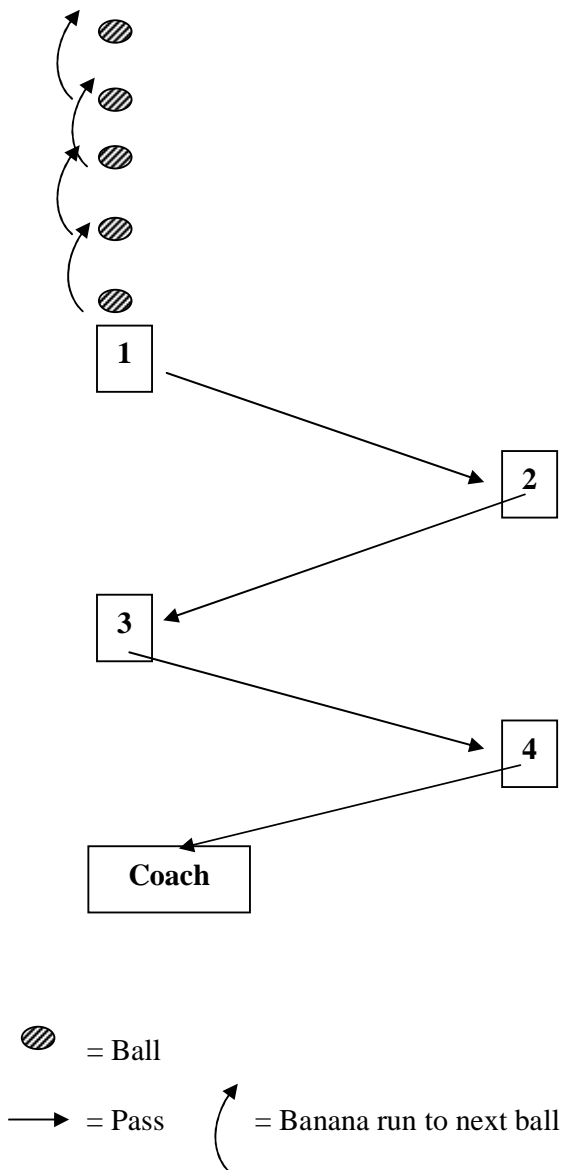 1
2
3
4
Coach
= Ball
= Pass = Banana run to next ball